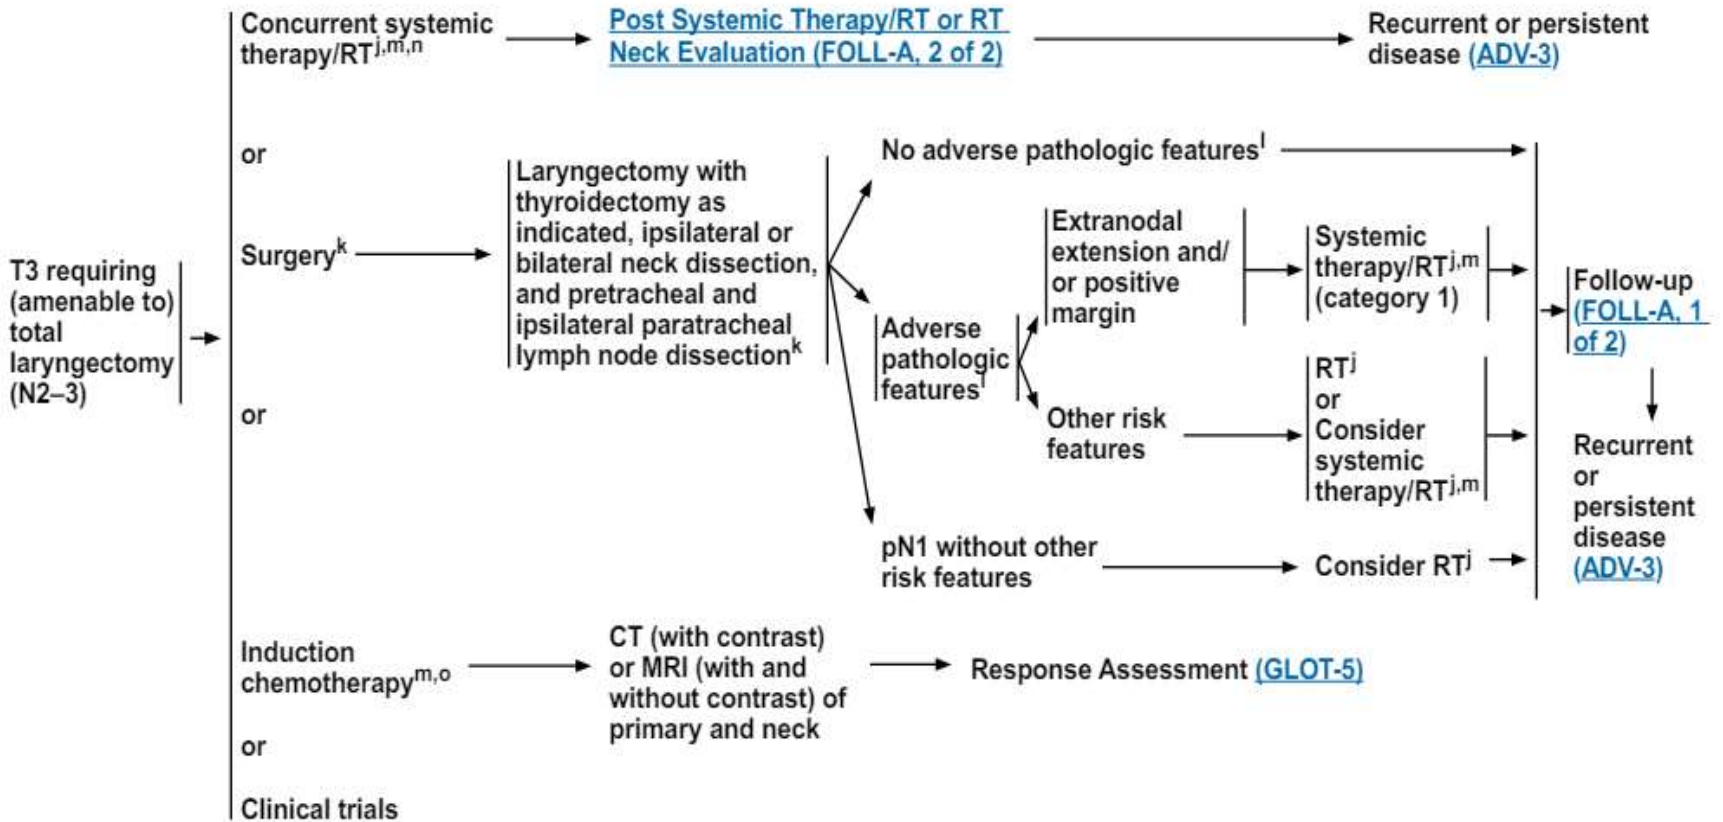 T3 requiring
(amenable to)
total
laryngectomy
(N2–3)
Concurrent systemic
therapy/RTj,m,n
Post Systemic Therapy/RT or RT
Neck Evaluation (FOLL-A, 2 of 2)
Recurrent or persistent
disease (ADV-3)
or
Surgeryk
Laryngectomy with
thyroidectomy as
indicated, ipsilateral or
bilateral neck dissection,
and pretracheal and
ipsilateral paratracheal
lymph node dissectionk
No adverse pathologic featuresl
Adverse
pathologic
featuresl
Extranodal
extension and/
or positive
margin
Systemic
therapy/RTj,m
(category 1)
Other risk
features
RTj
or
Consider
systemic
therapy/RTj,m
pN1 without other
risk features
Consider RTj
Follow-up
(FOLL-A, 1
of 2)
Recurrent
or
persistent
disease
(ADV-3)
or
Induction
chemotherapym,o
CT (with contrast)
or MRI (with and
without contrast) of
primary and neck
Response Assessment (GLOT-5)
or
Clinical trials